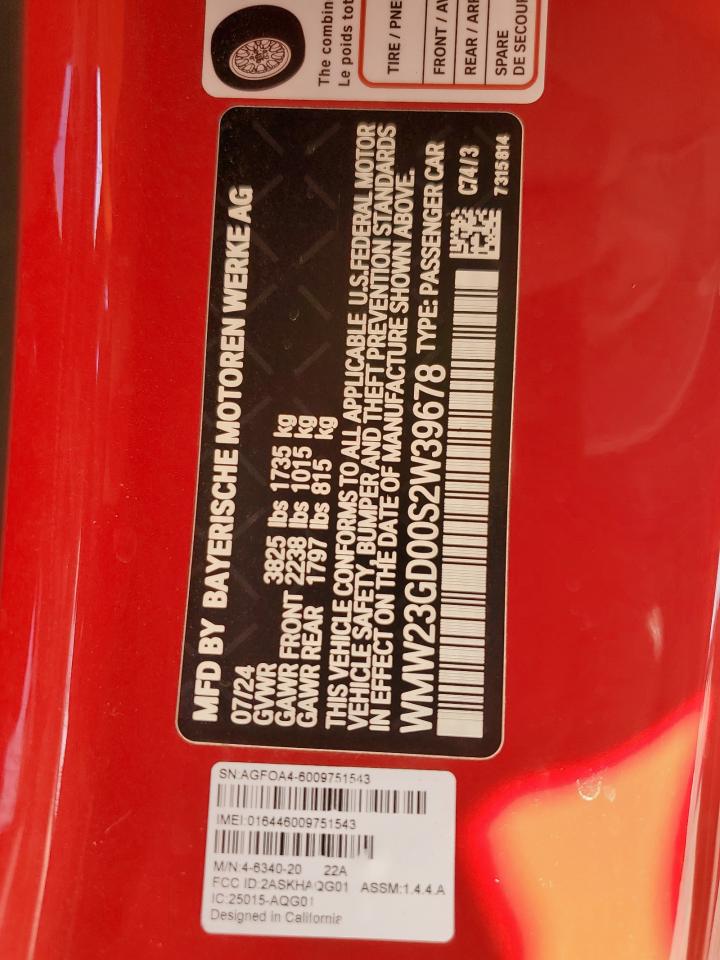 The combin
Le poids tot
TIRE / PNE
FRONT / AV
REAR / ARR
SPARE
DE SECOUR
MFD BY BAYERISCHE MOTOREN WERKE AG
07/24
GVWR 3825 lbs 1735 kg
GAWR FRONT 2238 lbs 1015 kg
GAWR REAR 1797 lbs 815 kg
THIS VEHICLE CONFORMS TO ALL APPLICABLE U.S.FEDERAL MOTOR
VEHICLE SAFETY, BUMPER AND THEFT PREVENTION STANDARDS
IN EFFECT ON THE DATE OF MANUFACTURE SHOWN ABOVE.
WMW23GD00S2W39678 TYPE: PASSENGER CAR
C74/3
7315814
SN:AGFOA4-6009751543
IMEI:016446009751543
M/N:4-6340-20 22A
FCC ID:2ASKHAQG01 ASSM:1.4.4.A
IC:25015-AQG01
Designed in California